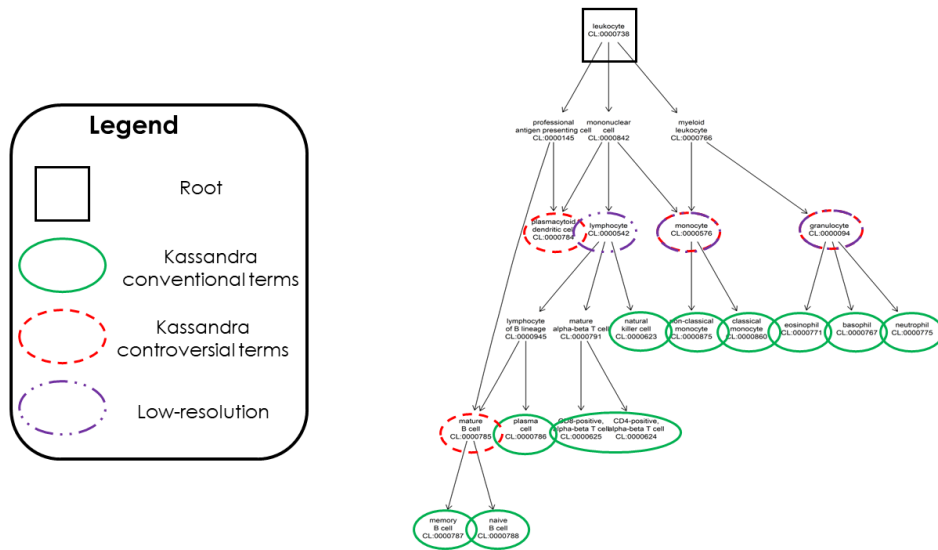 Legend
Root
Kassandra
conventional terms
Kassandra
controversial terms
Low-resolution
leukocyte
CL:0000738
professional
antigen presenting cell
CL:0000145
mononuclear
cell
CL:0000842
myeloid
leukocyte
CL:0000766
plasmacytoid
dendritic cell
CL:0000784
lymphocyte
CL:0000542
monocyte
CL:0000576
granulocyte
CL:0000094
lymphocyte
of B lineage
CL:0000945
mature
alpha-beta T cell
CL:0000791
natural
killer cell
CL:0000623
non-classical
monocyte
CL:0000875
classical
monocyte
CL:0000860
eosinophil
CL:0000771
basophil
CL:0000767
neutrophil
CL:0000775
mature
B cell
CL:0000785
plasma
cell
CL:0000786
CD8-positive,
alpha-beta T cell
CL:0000625
CD4-positive,
alpha-beta T cell
CL:0000624
memory
B cell
CL:0000787
naive
B cell
CL:0000788